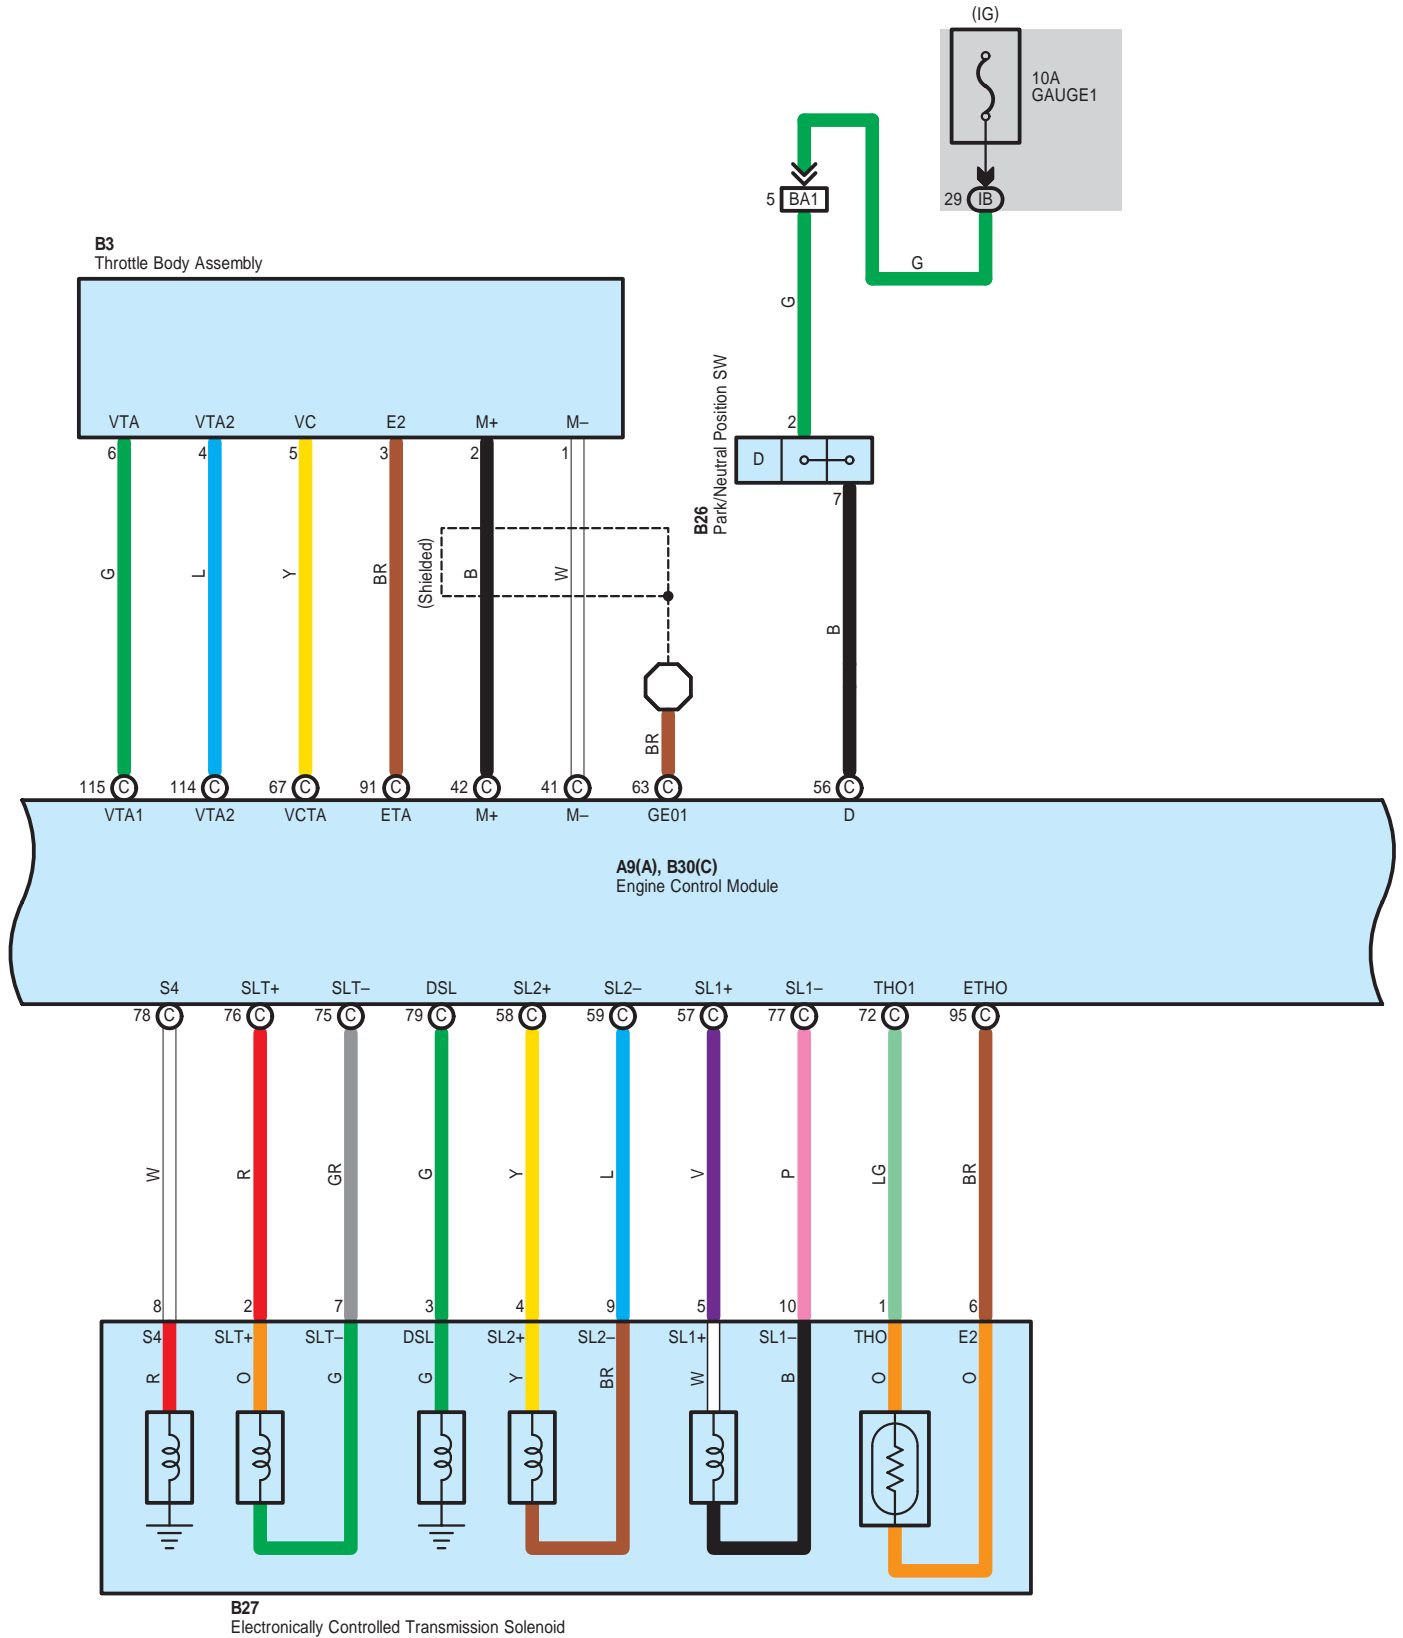 (IG)
10A
GAUGE1
5 BA1
29 IB
G
G
B3
Throttle Body Assembly
VTA VTA2 VC E2 M+ M–
6 4 5 3 2 1
2
D
7
B26
Park/Neutral Position SW
(Shielded)
G L Y BR B W
B
BR
115 C 114 C 67 C 91 C 42 C 41 C 63 C 56 C
VTA1 VTA2 VCTA ETA M+ M– GE01 D
A9(A), B30(C)
Engine Control Module
S4 SLT+ SLT– DSL SL2+ SL2– SL1+ SL1– THO1 ETHO
78 C 76 C 75 C 79 C 58 C 59 C 57 C 77 C 72 C 95 C
W R GR G Y L V P LG BR
8 2 7 3 4 9 5 10 1 6
S4 SLT+ SLT– DSL SL2+ SL2– SL1+ SL1– THO E2
R O G G Y BR W B O O
B27
Electronically Controlled Transmission Solenoid